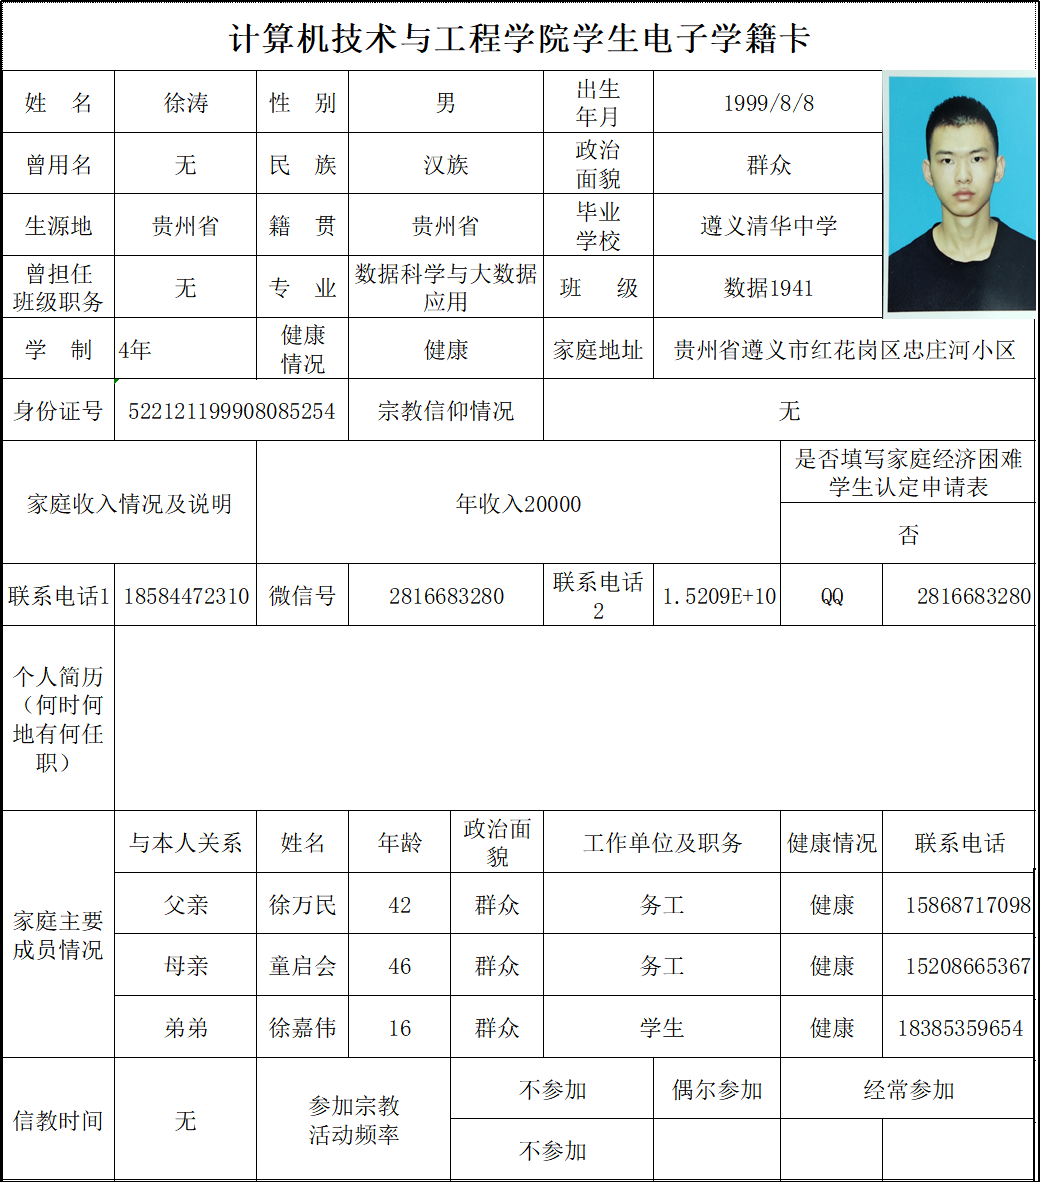 计算机技术与工程学院学生电子学籍卡
姓 名 徐涛 性 别 男 出生年月 1999/8/8
曾用名 无 民 族 汉族 政治面貌 群众
生源地 贵州省 籍 贯 贵州省 毕业学校 遵义清华中学
曾担任班级职务 无 专 业 数据科学与大数据应用 班 级 数据1941
学 制 4年 健康情况 健康 家庭地址 贵州省遵义市红花岗区忠庄河小区
身份证号 522121199908085254 宗教信仰情况 无
家庭收入情况及说明 年收入20000 是否填写家庭经济困难学生认定申请表
否
联系电话1 18584472310 微信号 2816683280 联系电话2 1.5209E+10 QQ 2816683280
个人简历（何时何地有何任职）
家庭主要成员情况 与本人关系 姓名 年龄 政治面貌 工作单位及职务 健康情况 联系电话
父亲 徐万民 42 群众 务工 健康 15868717098
母亲 童启会 46 群众 务工 健康 15208665367
弟弟 徐嘉伟 16 群众 学生 健康 18385359654
信教时间 无 参加宗教活动频率 不参加 偶尔参加 经常参加
不参加